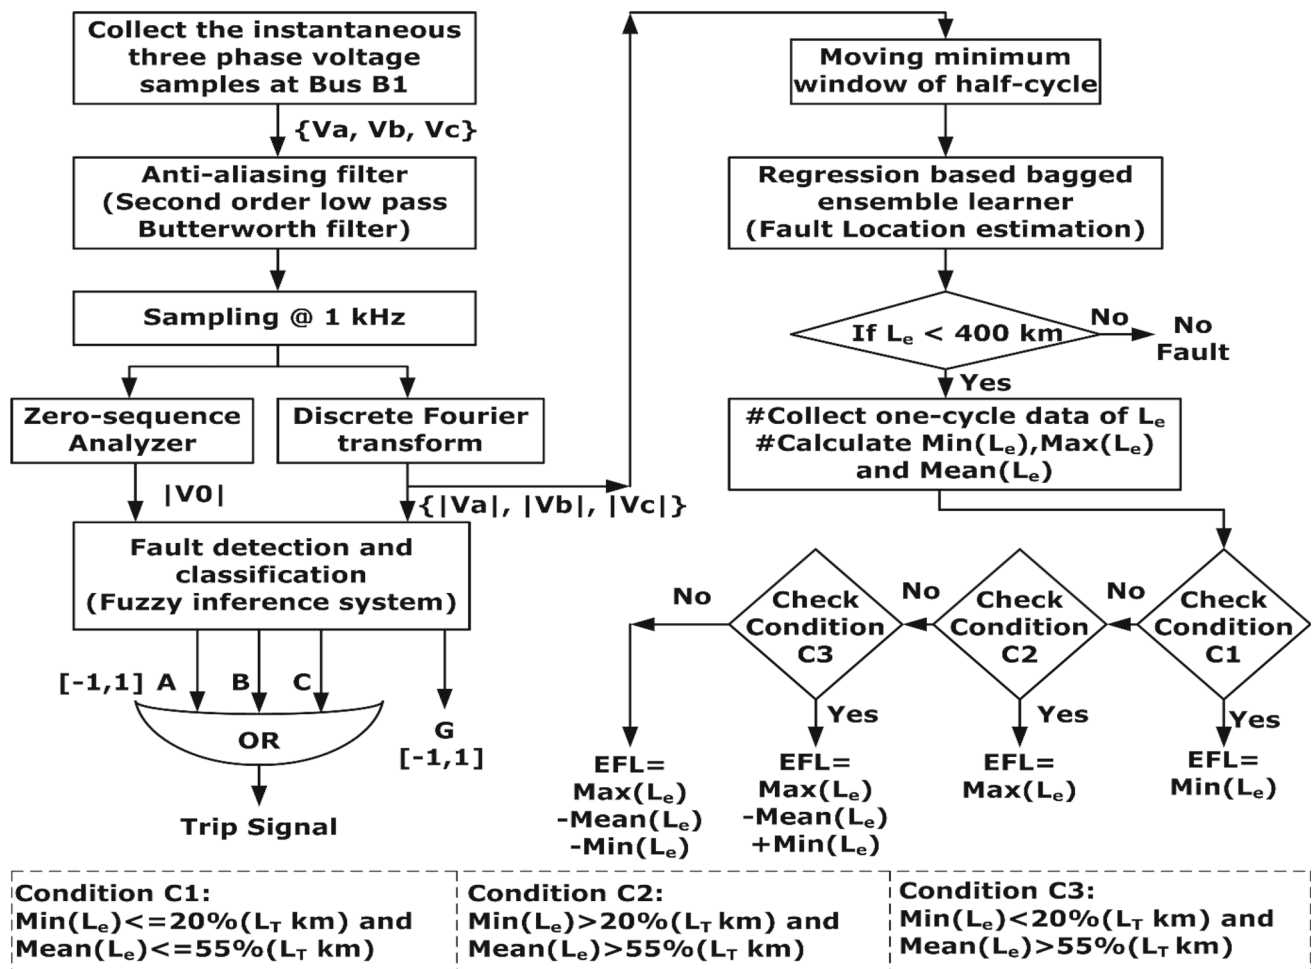 Collect the instantaneous
three phase voltage
samples at Bus B1
{Va, Vb, Vc}
Anti-aliasing filter
(Second order low pass
Butterworth filter)
Sampling @ 1 kHz
Zero-sequence
Analyzer
Discrete Fourier
transform
|V0|
{|Va|, |Vb|, |Vc|}
Fault detection and
classification
(Fuzzy inference system)
[-1,1] A B C
OR
G
[-1,1]
Trip Signal
Moving minimum
window of half-cycle
Regression based bagged
ensemble learner
(Fault Location estimation)
If Le < 400 km
No
No
Fault
Yes
#Collect one-cycle data of Le
#Calculate Min(Le),Max(Le)
and Mean(Le)
Check
Condition
C1
No
Yes
EFL=
Min(Le)
Check
Condition
C2
No
Yes
EFL=
Max(Le)
Check
Condition
C3
No
Yes
EFL=
Max(Le)
-Mean(Le)
+Min(Le)
EFL=
Max(Le)
-Mean(Le)
-Min(Le)
Condition C1:
Min(Le)<=20%(LT km) and
Mean(Le)<=55%(LT km)
Condition C2:
Min(Le)>20%(LT km) and
Mean(Le)>55%(LT km)
Condition C3:
Min(Le)<20%(LT km) and
Mean(Le)>55%(LT km)